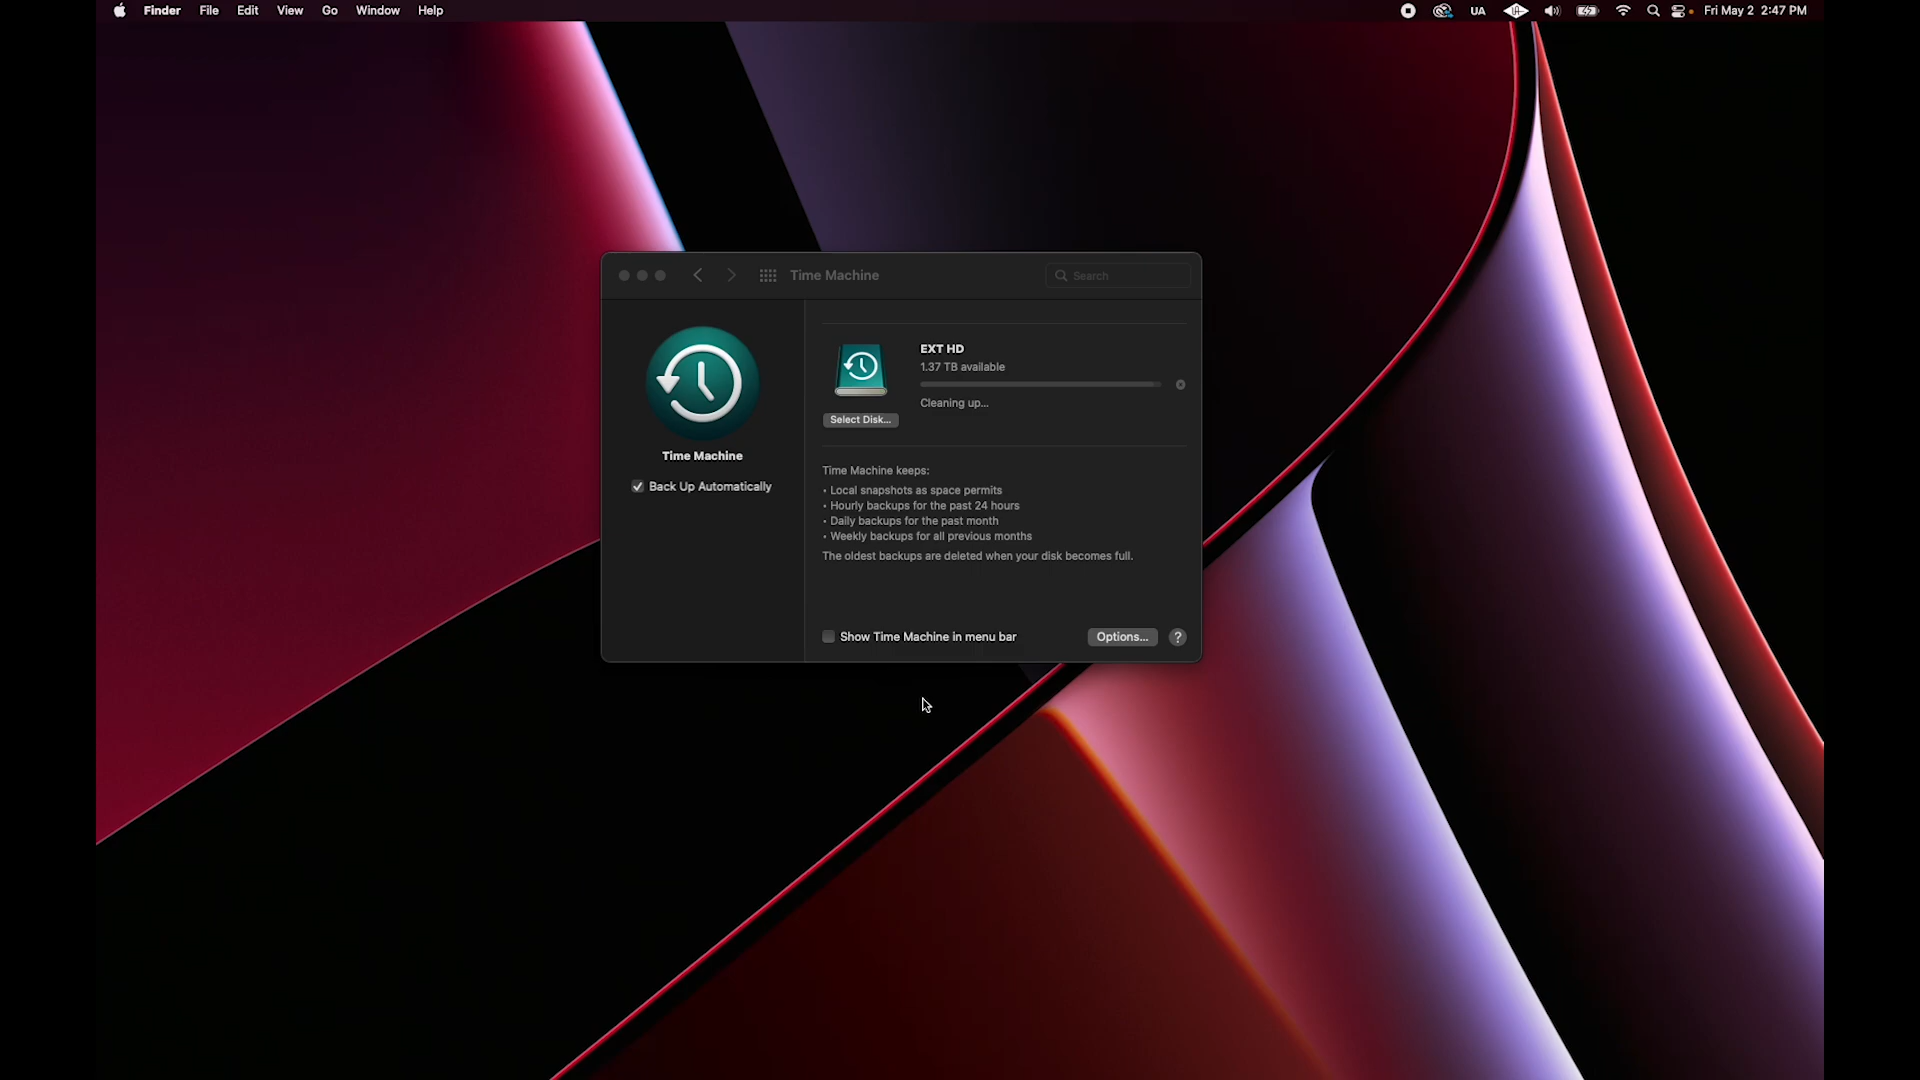 Finder File Edit View Go Window Help UA Fri May 2 2:47 PM
Time Machine Search
EXT HD
1.37 TB available
Cleaning up...
Select Disk...
Time Machine
Back Up Automatically
Time Machine keeps:
• Local snapshots as space permits
• Hourly backups for the past 24 hours
• Daily backups for the past month
• Weekly backups for all previous months
The oldest backups are deleted when your disk becomes full.
Show Time Machine in menu bar Options... ?